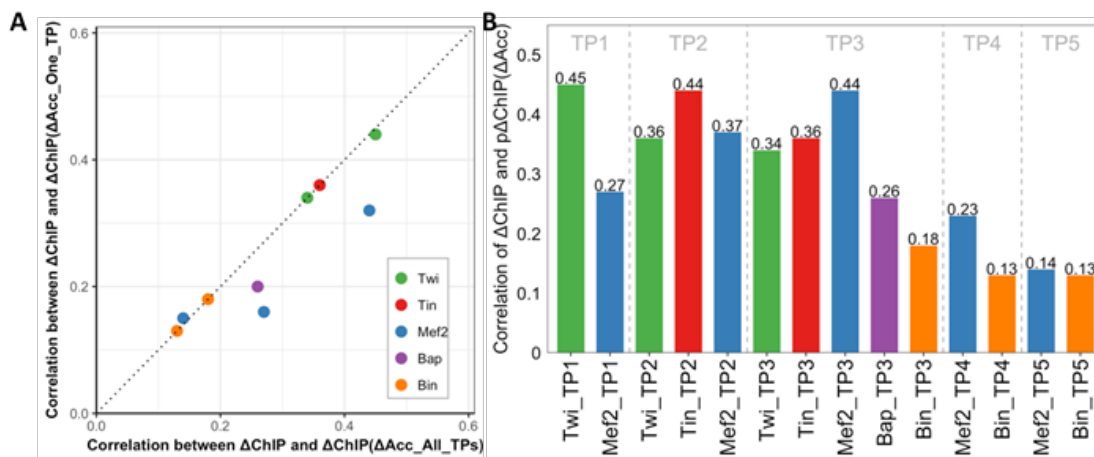 A
Correlation between ΔChIP and ΔChIP(ΔAcc_One_TP)
0.6
0.4
0.2
0.0
0.0
0.2
0.4
0.6
Correlation between ΔChIP and ΔChIP(ΔAcc_All_TPs)
Twi
Tin
Mef2
Bap
Bin
B
Correlation of ΔChIP and pΔChIP(ΔAcc)
0.5
0.4
0.3
0.2
0.1
0
TP1
TP2
TP3
TP4
TP5
0.45
0.27
0.36
0.44
0.37
0.34
0.36
0.44
0.26
0.18
0.23
0.13
0.14
0.13
Twi_TP1
Mef2_TP1
Twi_TP2
Tin_TP2
Mef2_TP2
Twi_TP3
Tin_TP3
Mef2_TP3
Bap_TP3
Bin_TP3
Mef2_TP4
Bin_TP4
Mef2_TP5
Bin_TP5